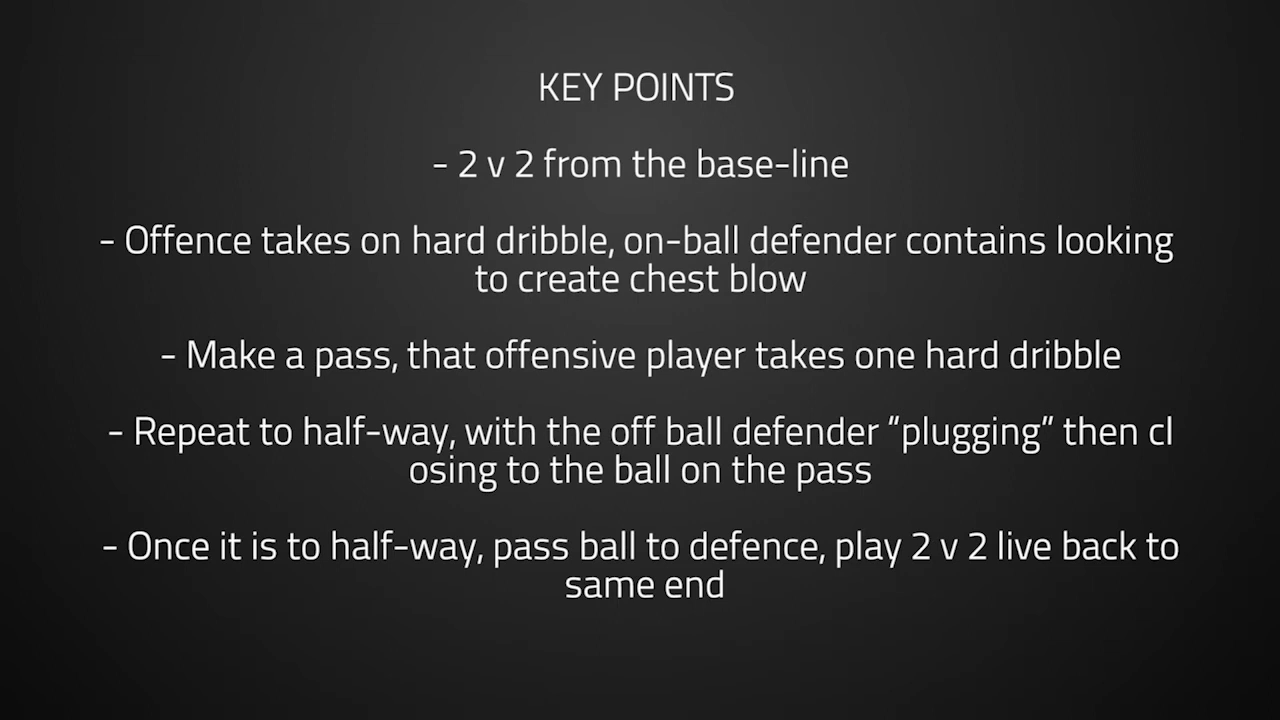 KEY POINTS
- 2 v 2 from the base-line
- Offence takes on hard dribble, on-ball defender contains looking
to create chest blow
- Make a pass, that offensive player takes one hard dribble
- Repeat to half-way, with the off ball defender “plugging” then cl
osing to the ball on the pass
- Once it is to half-way, pass ball to defence, play 2 v 2 live back to
same end